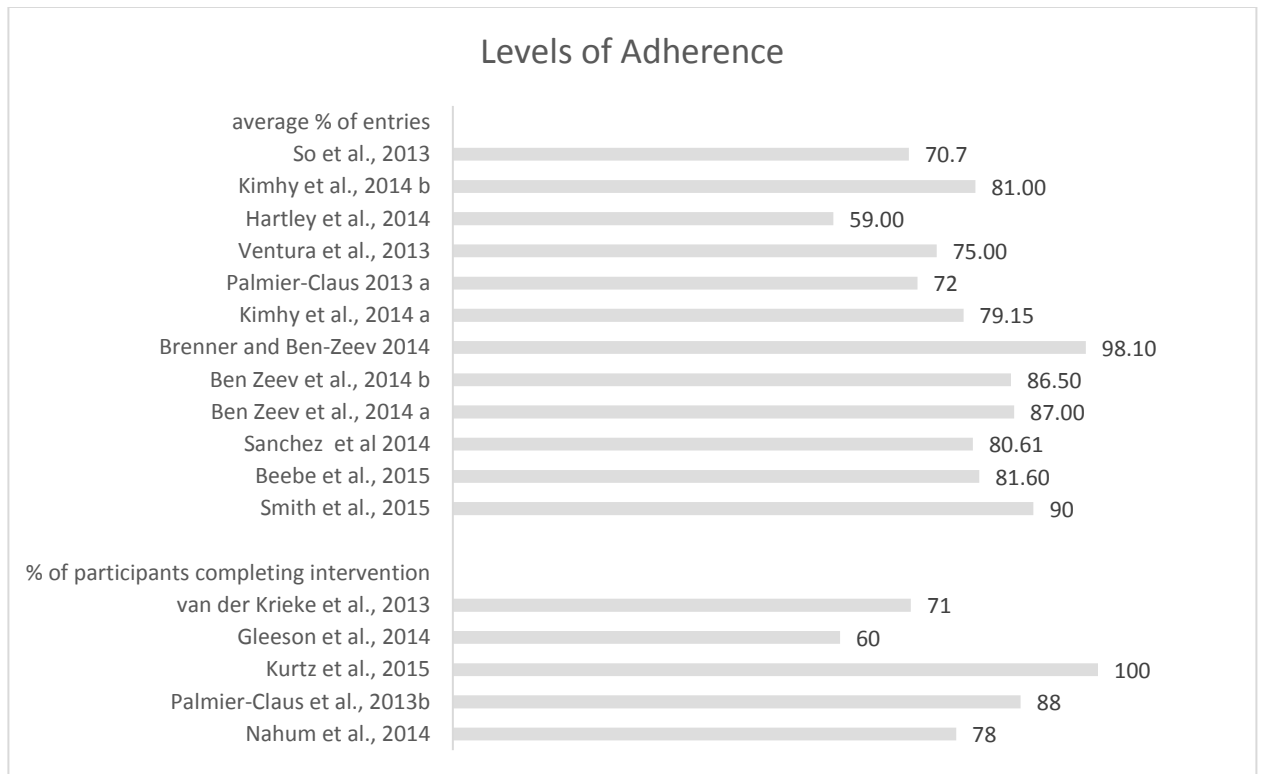 Levels of Adherence
average % of entries
So et al., 2013 70.7
Kimhy et al., 2014 b 81.00
Hartley et al., 2014 59.00
Ventura et al., 2013 75.00
Palmier-Claus 2013 a 72
Kimhy et al., 2014 a 79.15
Brenner and Ben-Zeev 2014 98.10
Ben Zeev et al., 2014 b 86.50
Ben Zeev et al., 2014 a 87.00
Sanchez  et al 2014 80.61
Beebe et al., 2015 81.60
Smith et al., 2015 90
% of participants completing intervention
van der Krieke et al., 2013 71
Gleeson et al., 2014 60
Kurtz et al., 2015 100
Palmier-Claus et al., 2013b 88
Nahum et al., 2014 78